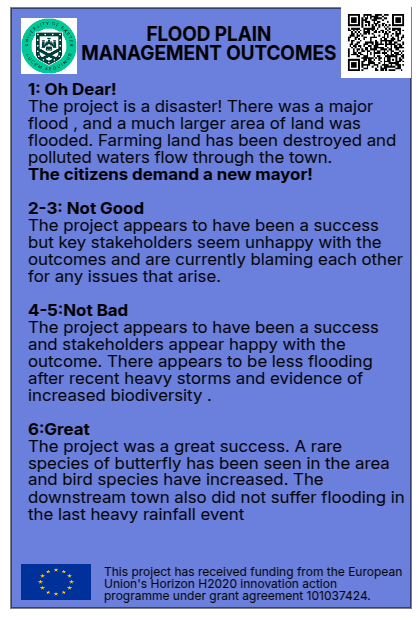 FLOOD PLAIN
MANAGEMENT OUTCOMES
1: Oh Dear!
The project is a disaster! There was a major
flood , and a much larger area of land was
flooded. Farming land has been destroyed and
polluted waters flow through the town.
The citizens demand a new mayor!
2-3: Not Good
The project appears to have been a success
but key stakeholders seem unhappy with the
outcomes and are currently blaming each other
for any issues that arise.
4-5:Not Bad
The project appears to have been a success
and stakeholders appear happy with the
outcome. There appears to be less flooding
after recent heavy storms and evidence of
increased biodiversity .
6:Great
The project was a great success. A rare
species of butterfly has been seen in the area
and bird species have increased. The
downstream town also did not suffer flooding in
the last heavy rainfall event
This project has received funding from the European
Union's Horizon H2020 innovation action
programme under grant agreement 101037424.